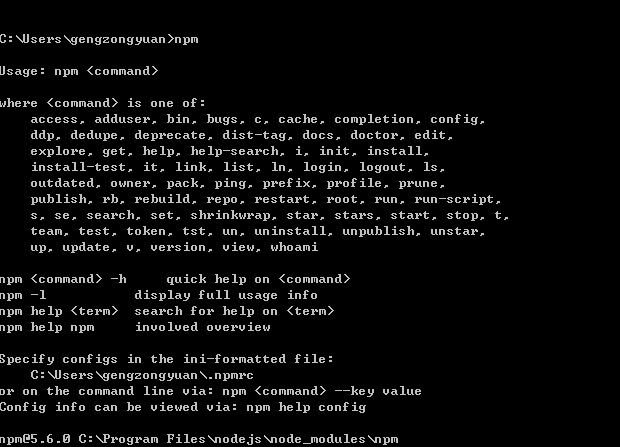 C:\Users\gengzongyuan>npm
Usage: npm <command>
where <command> is one of:
access, adduser, bin, bugs, c, cache, completion, config,
ddp, dedupe, deprecate, dist-tag, docs, doctor, edit,
explore, get, help, help-search, i, init, install,
install-test, it, link, list, ln, login, logout, ls,
outdated, owner, pack, ping, prefix, profile, prune,
publish, rb, rebuild, repo, restart, root, run, run-script,
s, se, search, set, shrinkwrap, star, stars, start, stop, t,
team, test, token, tst, un, uninstall, unpublish, unstar,
up, update, v, version, view, whoami
npm <command> -h     quick help on <command>
npm -l           display full usage info
npm help <term>  search for help on <term>
npm help npm     involved overview
Specify configs in the ini-formatted file:
C:\Users\gengzongyuan\.npmrc
or on the command line via: npm <command> --key value
Config info can be viewed via: npm help config
npm@5.6.0 C:\Program Files\nodejs\node_modules\npm